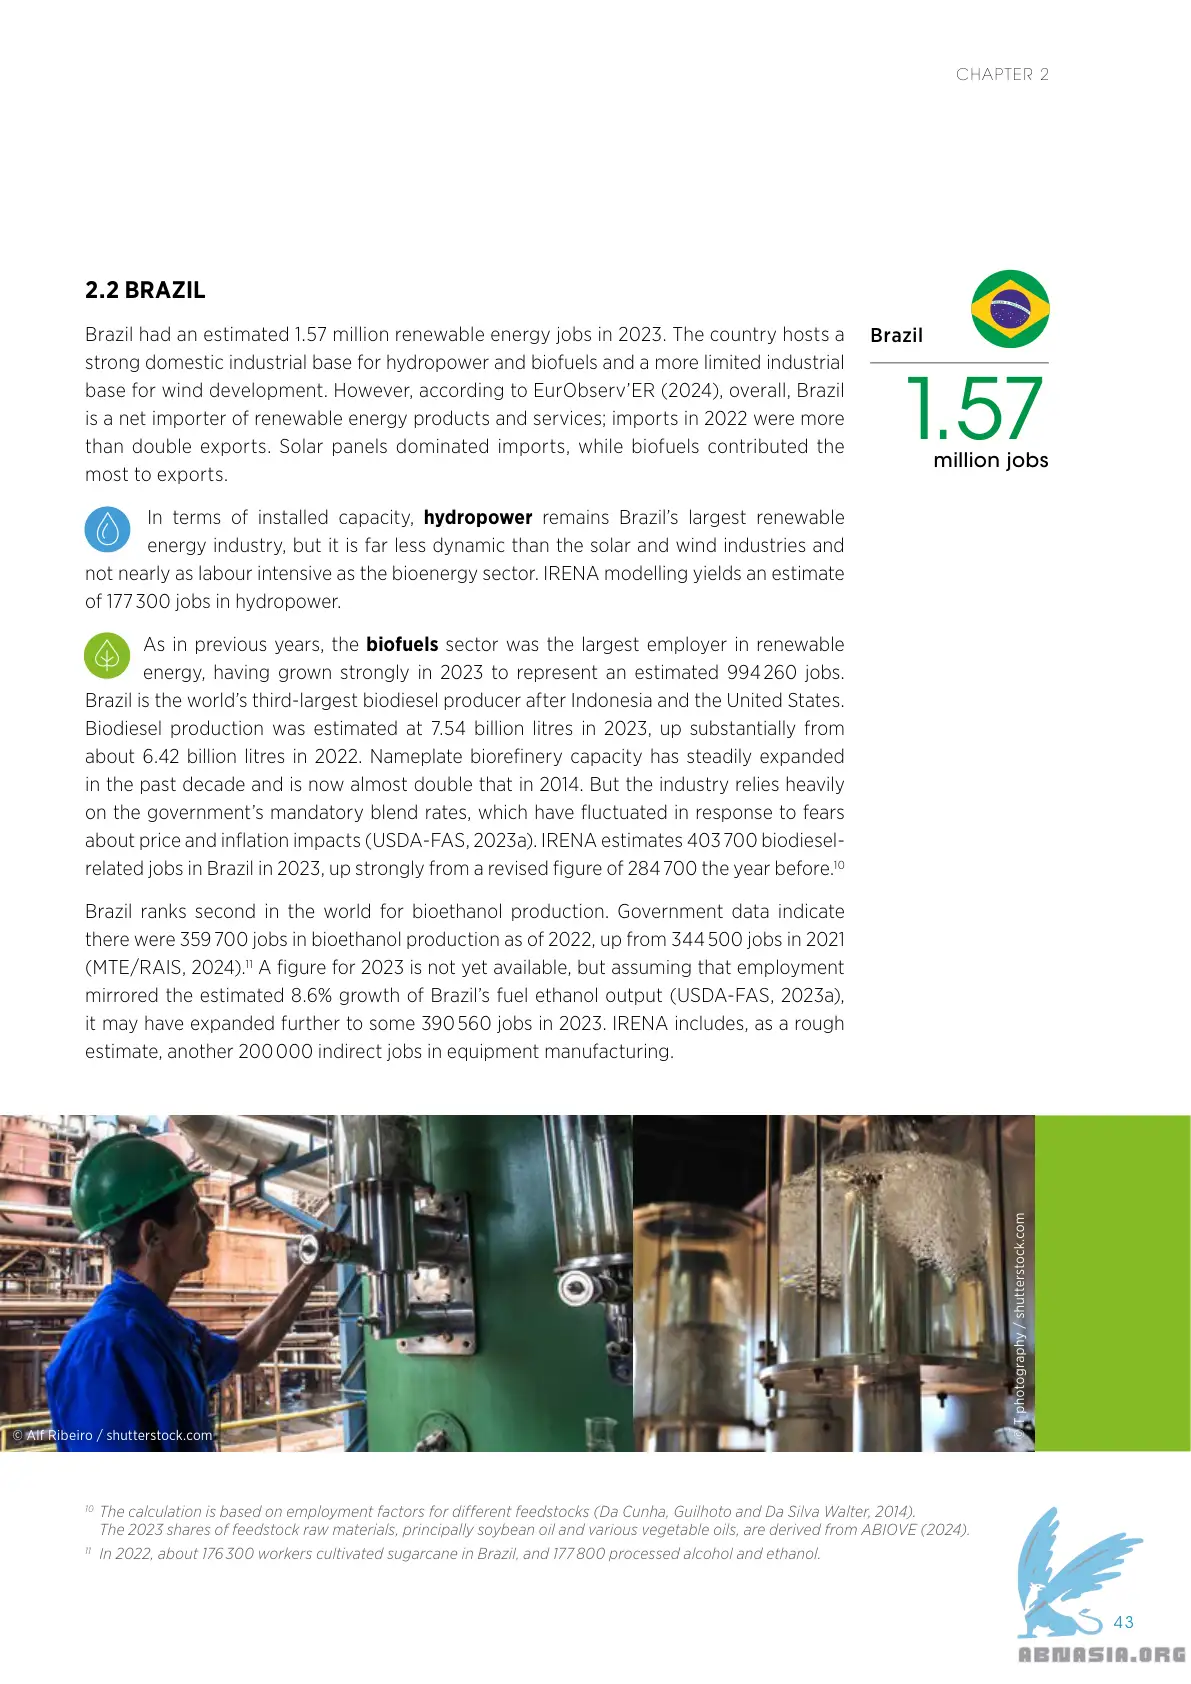 CHAPTER 2
2.2 BRAZIL
Brazil had an estimated 1.57 million renewable energy jobs in 2023. The country hosts a
strong domestic industrial base for hydropower and biofuels and a more limited industrial
base for wind development. However, according to EurObserv’ER (2024), overall, Brazil
is a net importer of renewable energy products and services; imports in 2022 were more
than double exports. Solar panels dominated imports, while biofuels contributed the
most to exports.
Brazil
1.57
million jobs
In terms of installed capacity, hydropower remains Brazil’s largest renewable
energy industry, but it is far less dynamic than the solar and wind industries and
not nearly as labour intensive as the bioenergy sector. IRENA modelling yields an estimate
of 177 300 jobs in hydropower.
As in previous years, the biofuels sector was the largest employer in renewable
energy, having grown strongly in 2023 to represent an estimated 994 260 jobs.
Brazil is the world’s third-largest biodiesel producer after Indonesia and the United States.
Biodiesel production was estimated at 7.54 billion litres in 2023, up substantially from
about 6.42 billion litres in 2022. Nameplate biorefinery capacity has steadily expanded
in the past decade and is now almost double that in 2014. But the industry relies heavily
on the government’s mandatory blend rates, which have fluctuated in response to fears
about price and inflation impacts (USDA-FAS, 2023a). IRENA estimates 403 700 biodiesel-
related jobs in Brazil in 2023, up strongly from a revised figure of 284 700 the year before.¹⁰
Brazil ranks second in the world for bioethanol production. Government data indicate
there were 359 700 jobs in bioethanol production as of 2022, up from 344 500 jobs in 2021
(MTE/RAIS, 2024).¹¹ A figure for 2023 is not yet available, but assuming that employment
mirrored the estimated 8.6% growth of Brazil’s fuel ethanol output (USDA-FAS, 2023a),
it may have expanded further to some 390 560 jobs in 2023. IRENA includes, as a rough
estimate, another 200 000 indirect jobs in equipment manufacturing.
© Alf Ribeiro / shutterstock.com
© T photography / shutterstock.com
¹⁰ The calculation is based on employment factors for different feedstocks (Da Cunha, Guilhoto and Da Silva Walter, 2014).
The 2023 shares of feedstock raw materials, principally soybean oil and various vegetable oils, are derived from ABIOVE (2024).
¹¹ In 2022, about 176 300 workers cultivated sugarcane in Brazil, and 177 800 processed alcohol and ethanol.
43
ABNASIA.ORG